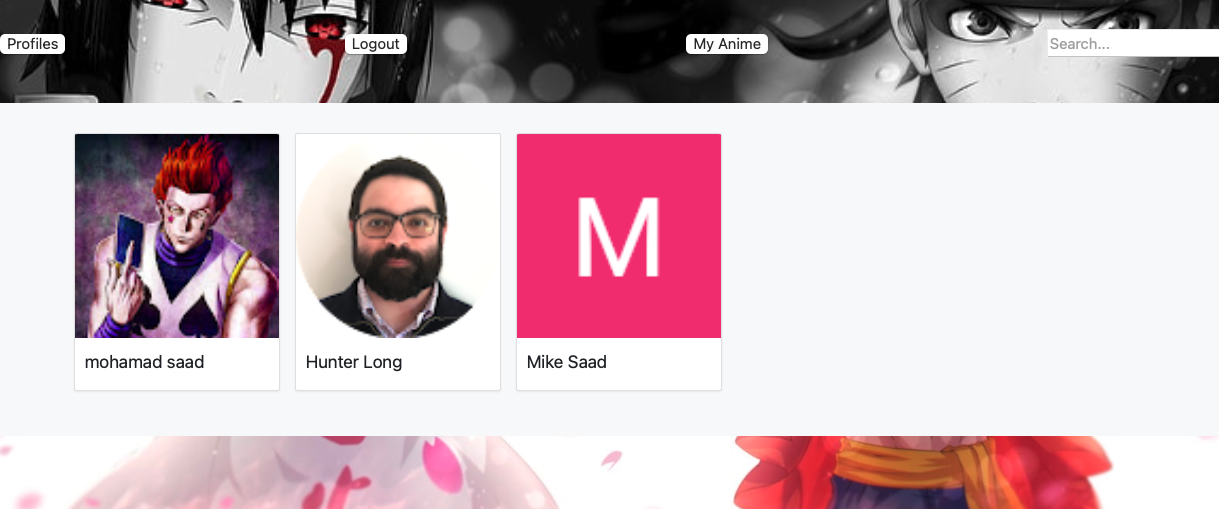 Profiles
Logout
My Anime
Search...
M
mohamad saad
Hunter Long
Mike Saad